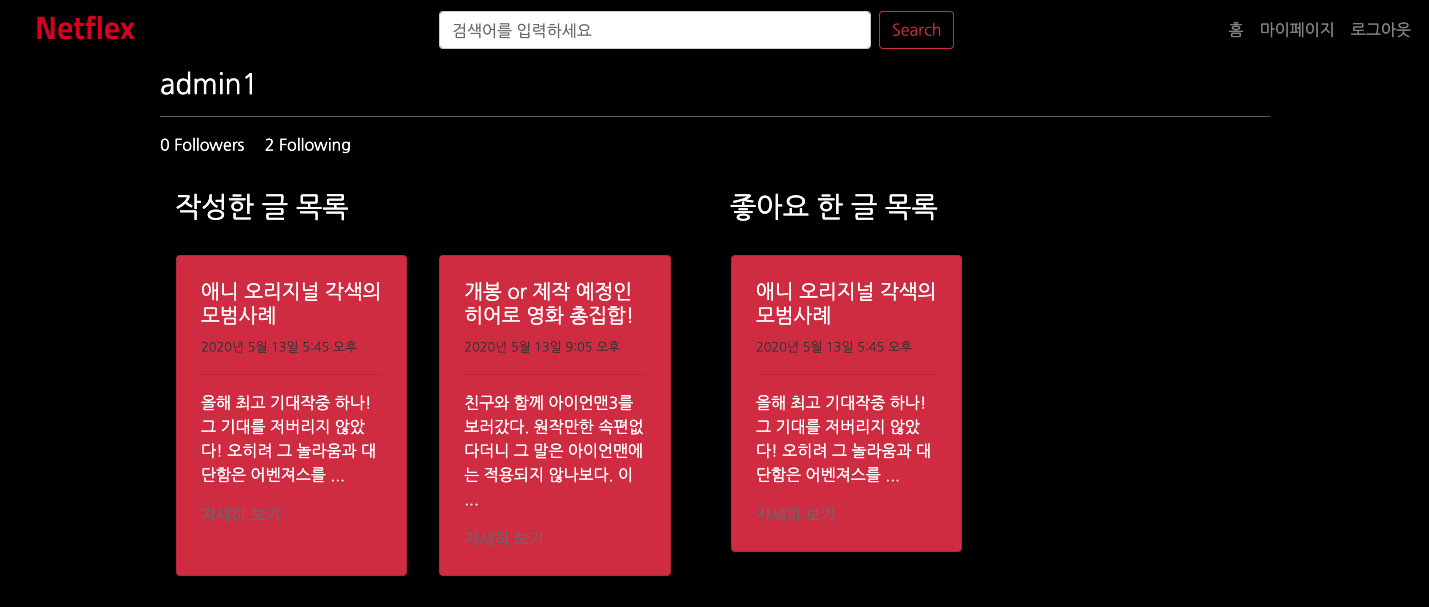 Netflex
검색어를 입력하세요
Search
홈 마이페이지 로그아웃
admin1
0 Followers 2 Following
작성한 글 목록
애니 오리지널 각색의
모범사례
2020년 5월 13일 5:45 오후
올해 최고 기대작중 하나!
그 기대를 저버리지 않았
다! 오히려 그 놀라움과 대
단함은 어벤져스를 ...
자세히 보기
개봉 or 제작 예정인
히어로 영화 총집합!
2020년 5월 13일 9:05 오후
친구와 함께 아이언맨3를
보러갔다. 원작만한 속편없
다더니 그 말은 아이언맨에
는 적용되지 않나보다. 이
...
자세히 보기
좋아요 한 글 목록
애니 오리지널 각색의
모범사례
2020년 5월 13일 5:45 오후
올해 최고 기대작중 하나!
그 기대를 저버리지 않았
다! 오히려 그 놀라움과 대
단함은 어벤져스를 ...
자세히 보기